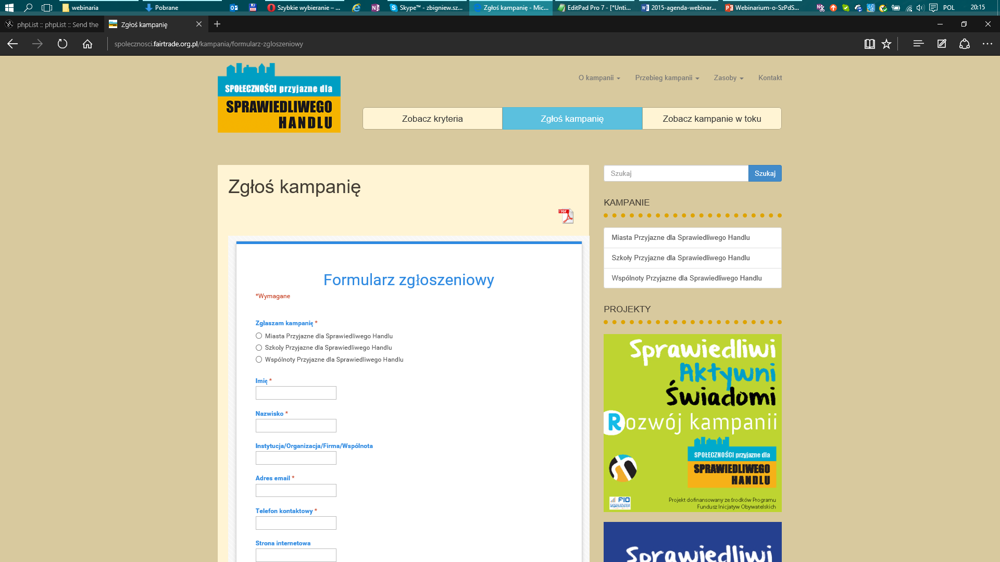 webinaria
Pobrane
Szybkie wybieranie – ...
Skype™ - zbigniew.sz...
Zgłoś kampanię - Mic...
EditPad Pro 7 - [*Unti...
2015-agenda-webinar...
Webinarium-o-SzPdS...
POL
20:15
phpList :: phpList :: Send the
Zgłoś kampanię
spolecznosci.fairtrade.org.pl/kampania/formularz-zgloszeniowy
SPOŁECZNOŚCI przyjazne dla
SPRAWIEDLIWEGO
HANDLU
O kampanii
Przebieg kampanii
Zasoby
Kontakt
Zobacz kryteria
Zgłoś kampanię
Zobacz kampanie w toku
Zgłoś kampanię
PDF
Formularz zgłoszeniowy
*Wymagane
Zgłaszam kampanię *
Miasta Przyjazne dla Sprawiedliwego Handlu
Szkoły Przyjazne dla Sprawiedliwego Handlu
Wspólnoty Przyjazne dla Sprawiedliwego Handlu
Imię *
Nazwisko *
Instytucja/Organizacja/Firma/Wspólnota
Adres email *
Telefon kontaktowy *
Strona internetowa
Szukaj
Szukaj
KAMPANIE
Miasta Przyjazne dla Sprawiedliwego Handlu
Szkoły Przyjazne dla Sprawiedliwego Handlu
Wspólnoty Przyjazne dla Sprawiedliwego Handlu
PROJEKTY
Sprawiedliwi
Aktywni
Świadomi
Rozwój kampanii
SPOŁECZNOŚCI przyjazne dla
SPRAWIEDLIWEGO
HANDLU
FIO
Projekt dofinansowany ze środków Programu
Fundusz Inicjatyw Obywatelskich
Sprawiedliwi